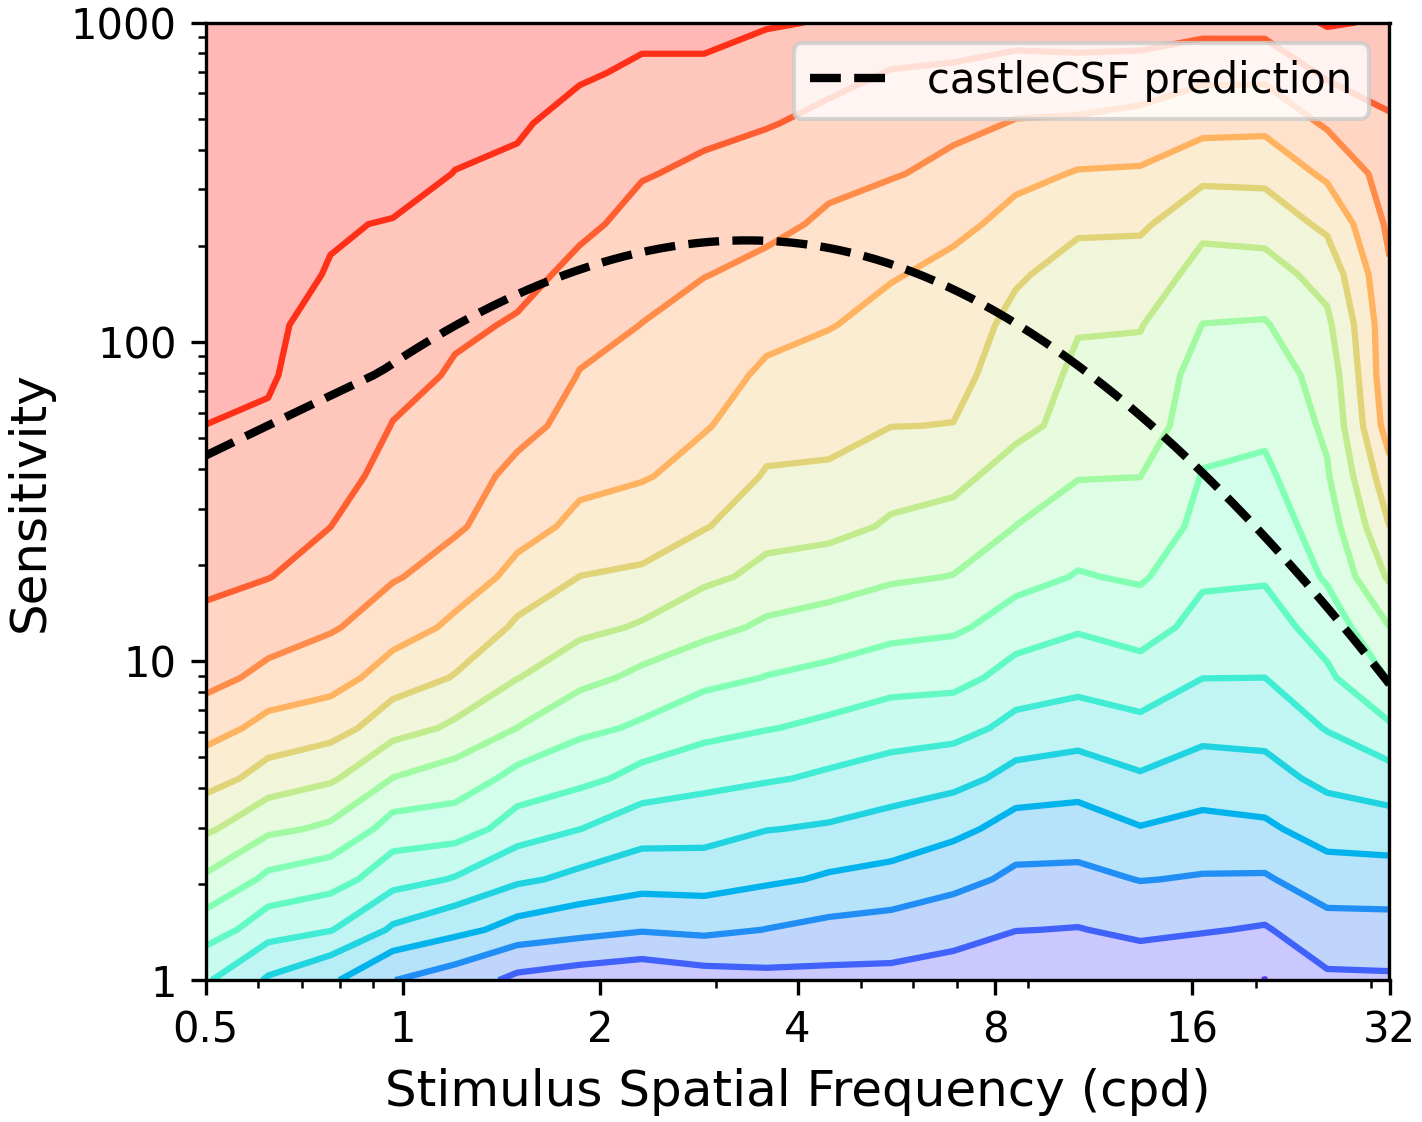 castleCSF prediction
Sensitivity
1000
100
10
1
0.5 1 2 4 8 16 32
Stimulus Spatial Frequency (cpd)